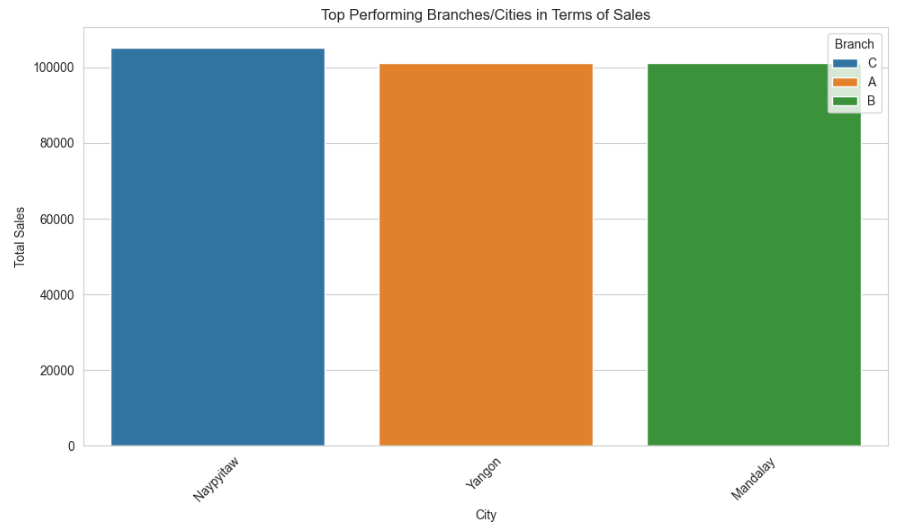 Top Performing Branches/Cities in Terms of Sales
Branch
C
A
B
100000
80000
60000
40000
20000
0
Total Sales
Naypyitaw
Yangon
Mandalay
City